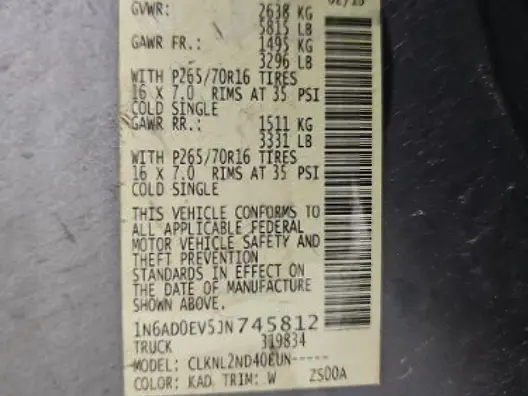 GVWR: 2638 KG
5815 LB
GAWR FR.: 1495 KG
3296 LB
WITH P265/70R16 TIRES
16 X 7.0 RIMS AT 35 PSI
COLD SINGLE
GAWR RR.: 1511 KG
3331 LB
WITH P265/70R16 TIRES
16 X 7.0 RIMS AT 35 PSI
COLD SINGLE
THIS VEHICLE CONFORMS TO
ALL APPLICABLE FEDERAL
MOTOR VEHICLE SAFETY AND
THEFT PREVENTION
STANDARDS IN EFFECT ON
THE DATE OF MANUFACTURE
SHOWN ABOVE.
1N6AD0EV5JN745812
TRUCK 319834
MODEL: CLKNL2ND40EUN-----
COLOR: KAD TRIM: W ZS00A